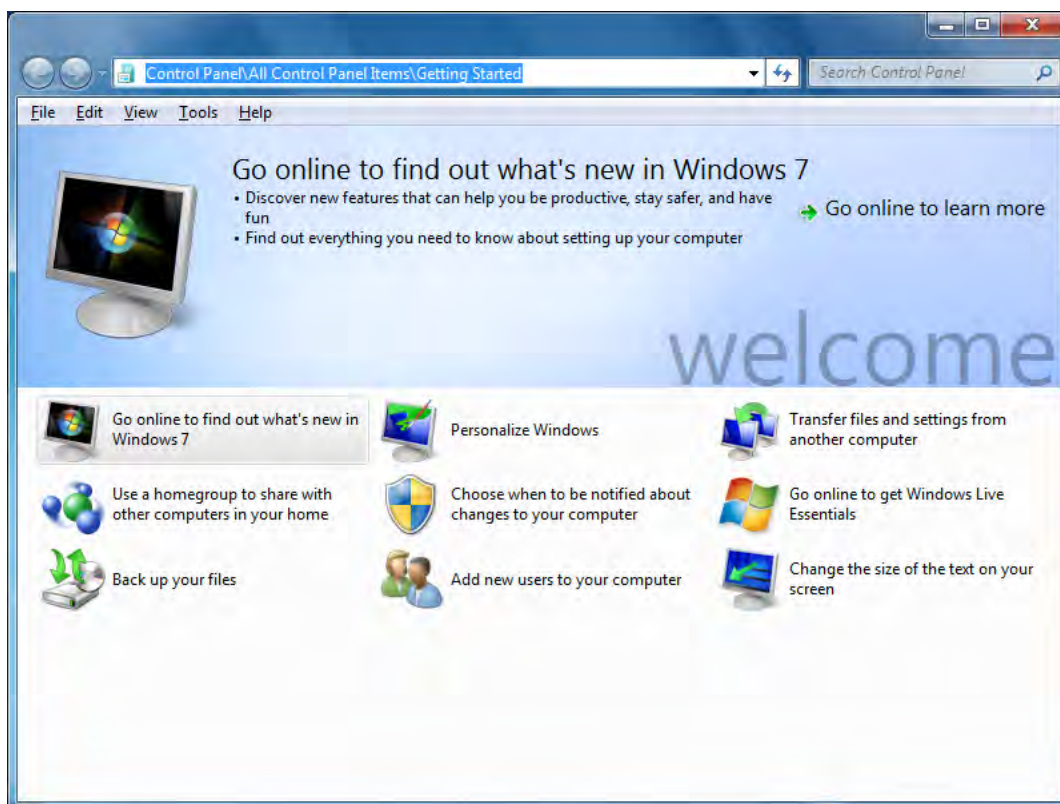 Control Panel\All Control Panel Items\Getting Started
Search Control Panel
File Edit View Tools Help
Go online to find out what's new in Windows 7
• Discover new features that can help you be productive, stay safer, and have
fun
• Find out everything you need to know about setting up your computer
Go online to learn more
welcome
Go online to find out what's new in
Windows 7
Personalize Windows
Transfer files and settings from
another computer
Use a homegroup to share with
other computers in your home
Choose when to be notified about
changes to your computer
Go online to get Windows Live
Essentials
Back up your files
Add new users to your computer
Change the size of the text on your
screen